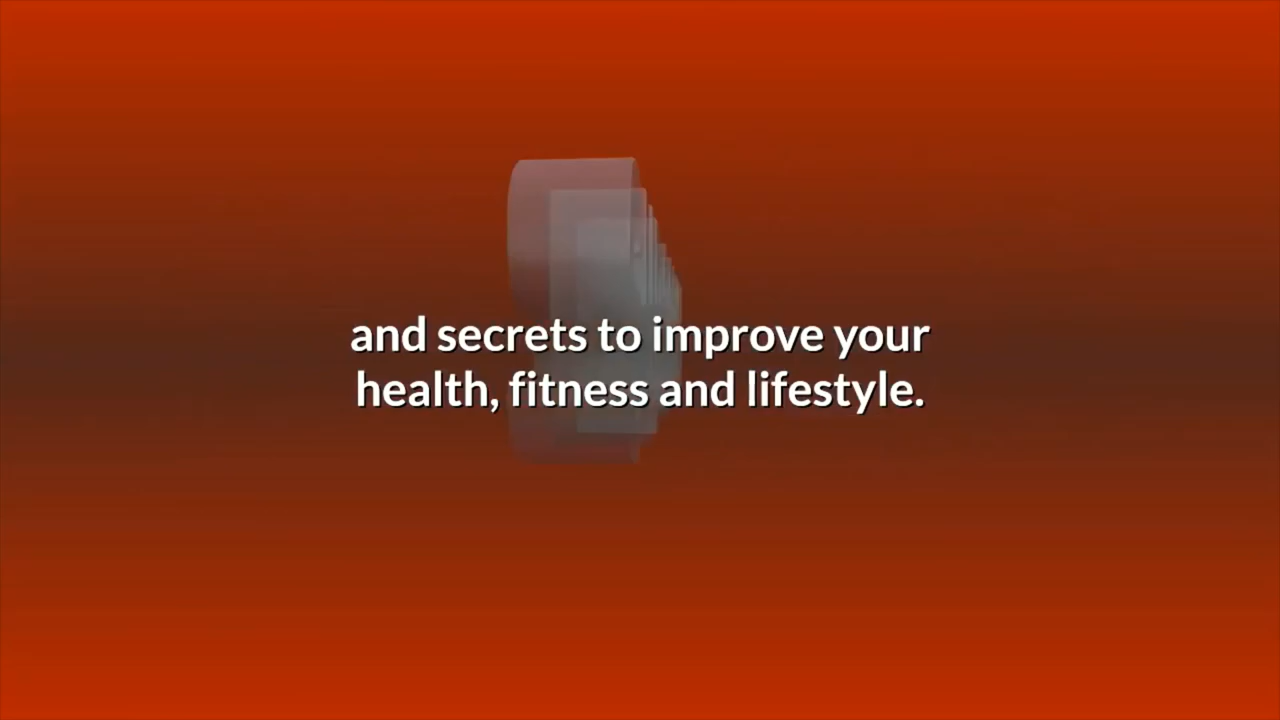 and secrets to improve your
health, fitness and lifestyle.